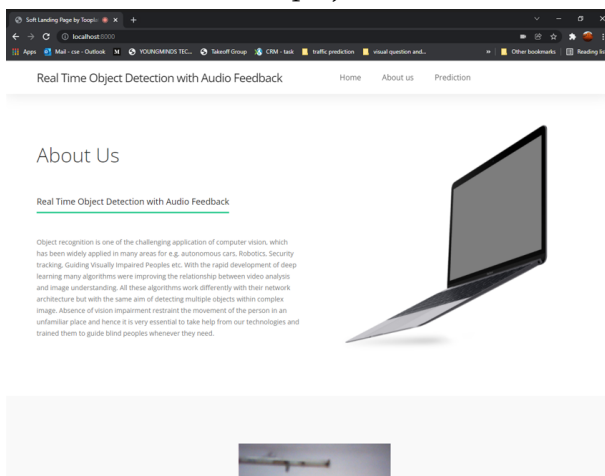 Soft Landing Page by Toople
localhost:8000
Apps Mail - cse - Outlook M YOUNGMINDS TEC... Takeoff Group CRM - task traffic prediction visual question and... » Other bookmarks Reading lis
Real Time Object Detection with Audio Feedback Home About us Prediction
About Us
Real Time Object Detection with Audio Feedback
Object recognition is one of the challenging application of computer vision, which
has been widely applied in many areas for e.g. autonomous cars, Robotics, Security
tracking, Guiding Visually Impaired Peoples etc. With the rapid development of deep
learning many algorithms were improving the relationship between video analysis
and image understanding. All these algorithms work differently with their network
architecture but with the same aim of detecting multiple objects within complex
image. Absence of vision impairment restraint the movement of the person in an
unfamiliar place and hence it is very essential to take help from our technologies and
trained them to guide blind peoples whenever they need.